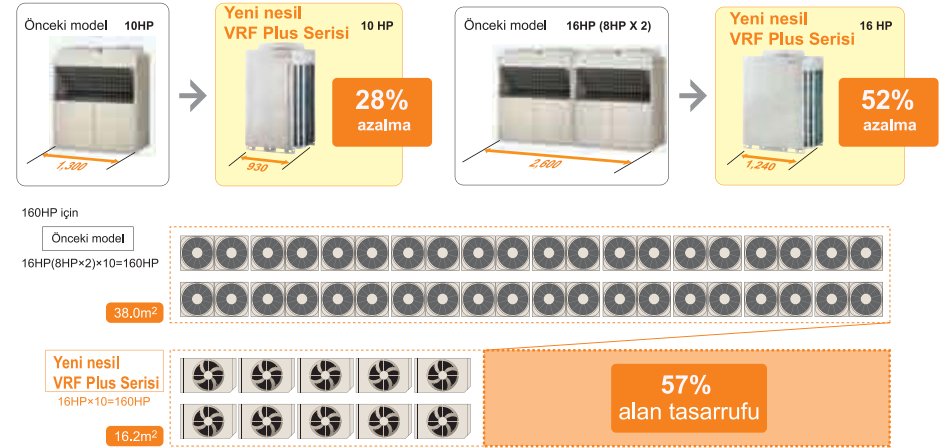 Önceki model 10HP
Yeni nesil
VRF Plus Serisi 10 HP
28%
azalma
1,300
930
Önceki model 16HP (8HP X 2)
Yeni nesil
VRF Plus Serisi 16 HP
52%
azalma
2,600
1,240
160HP için
Önceki model
16HP(8HP×2)×10=160HP
38.0m²
Yeni nesil
VRF Plus Serisi
16HP×10=160HP
16.2m²
57%
alan tasarrufu